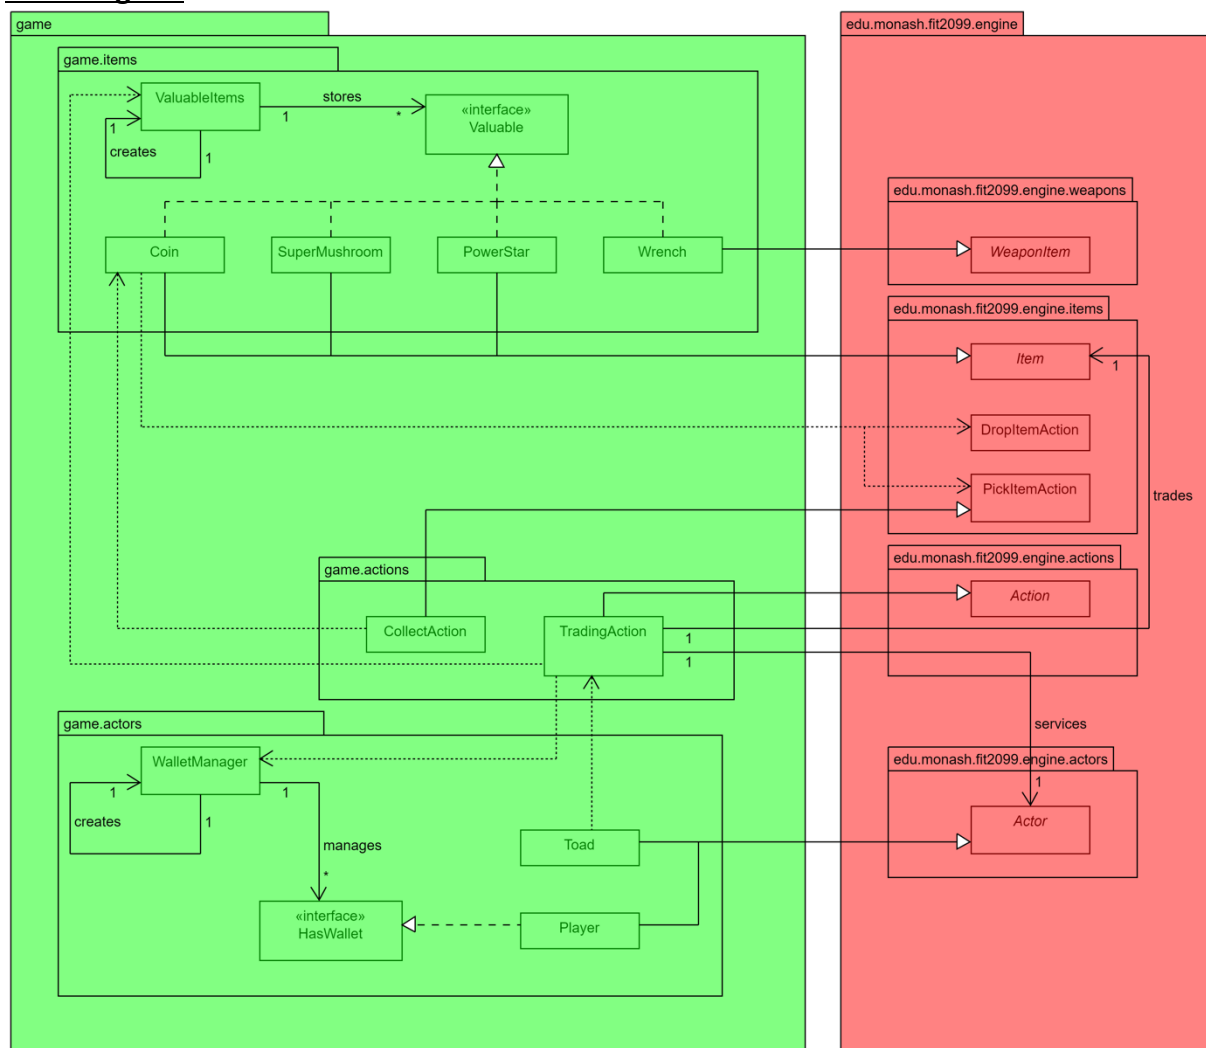 game
edu.monash.fit2099.engine
game.items
ValuableItems
stores
1
*
«interface»
Valuable
1
creates
1
edu.monash.fit2099.engine.weapons
Coin
SuperMushroom
PowerStar
Wrench
WeaponItem
edu.monash.fit2099.engine.items
Item
1
DropItemAction
PickItemAction
trades
game.actions
edu.monash.fit2099.engine.actions
Action
CollectAction
TradingAction
1
1
services
game.actors
WalletManager
edu.monash.fit2099.engine.actors
1
1
1
creates
1
Actor
manages
Toad
*
«interface»
HasWallet
Player